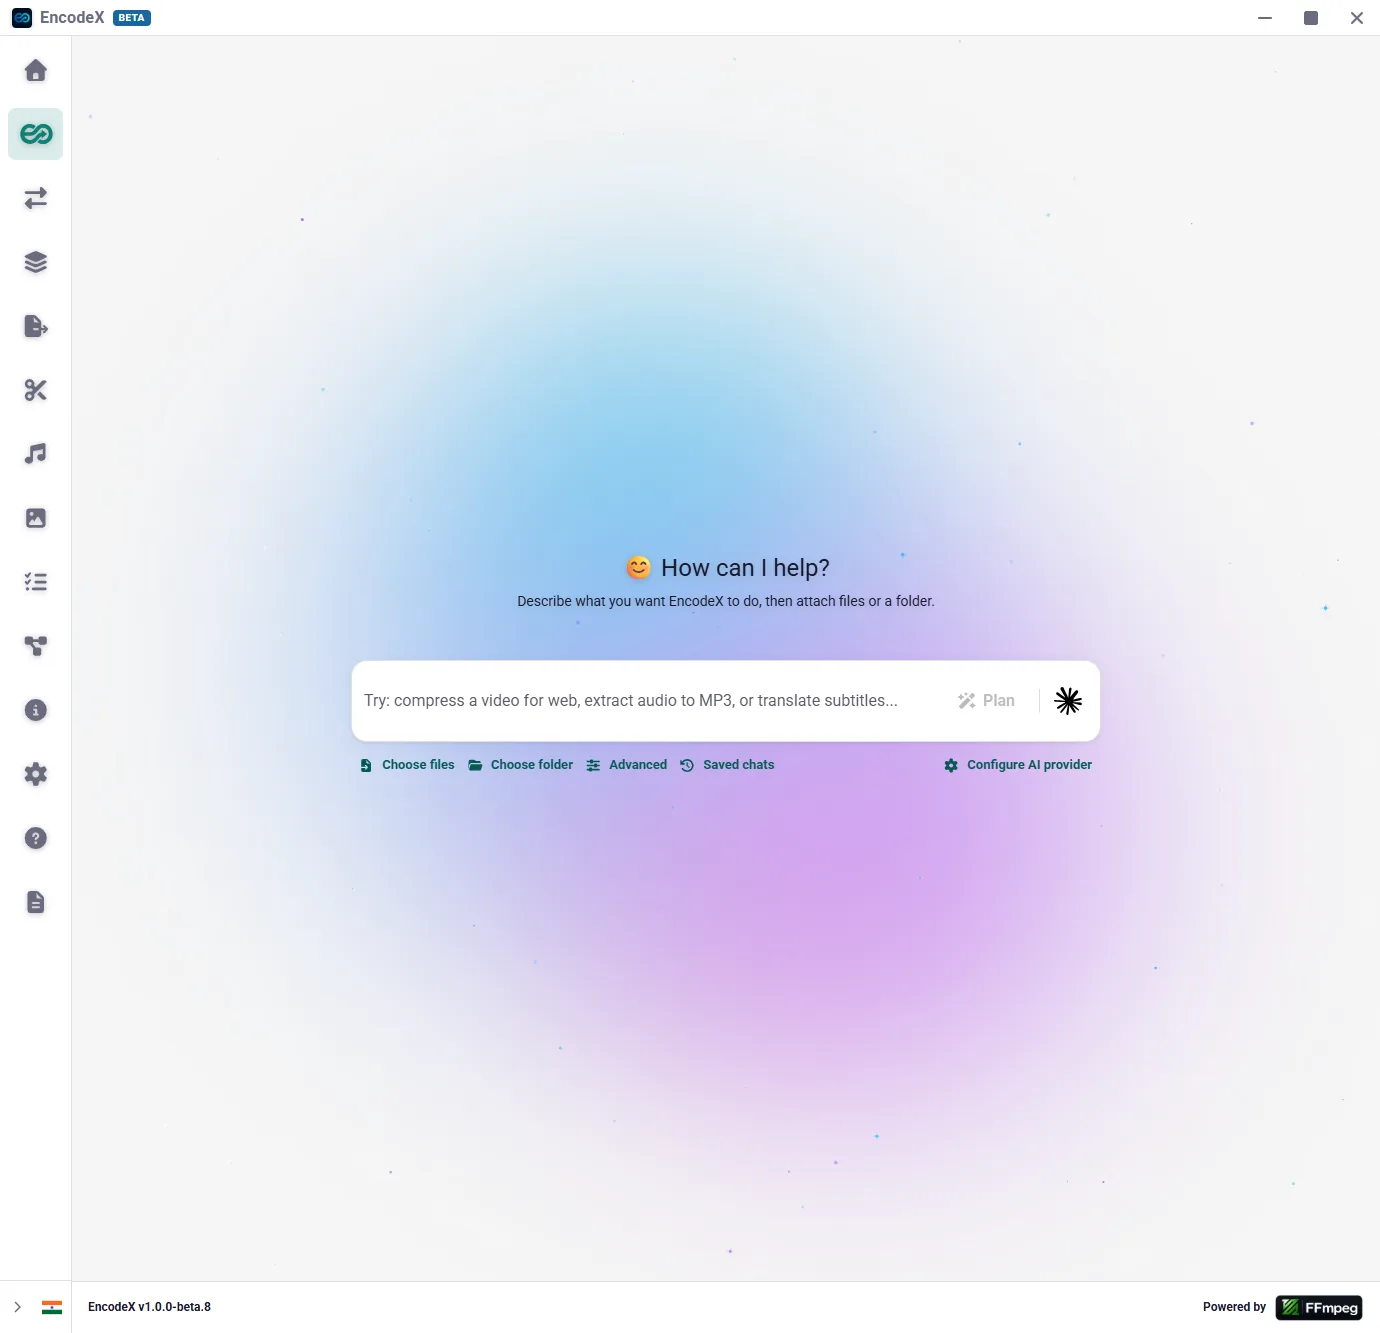 EncodeX BETA
How can I help?
Describe what you want EncodeX to do, then attach files or a folder.
Try: compress a video for web, extract audio to MP3, or translate subtitles... Plan
Choose files Choose folder Advanced Saved chats Configure AI provider
EncodeX v1.0.0-beta.8 Powered by FFmpeg